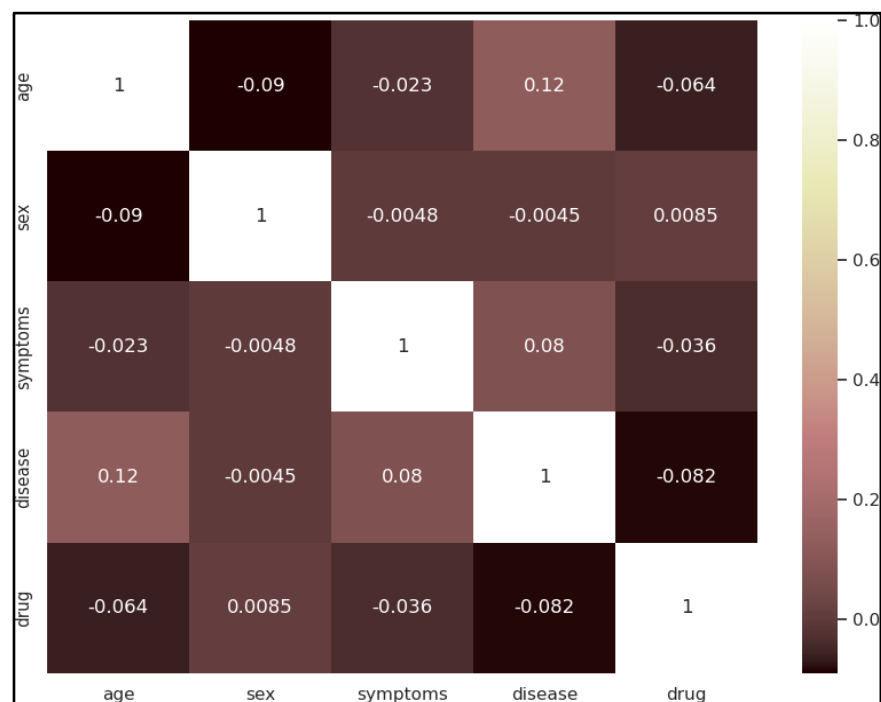 1.0
age 1 -0.09 -0.023 0.12 -0.064
0.8
sex -0.09 1 -0.0048 -0.0045 0.0085
0.6
symptoms -0.023 -0.0048 1 0.08 -0.036
0.4
disease 0.12 -0.0045 0.08 1 -0.082
0.2
drug -0.064 0.0085 -0.036 -0.082 1
0.0
age sex symptoms disease drug